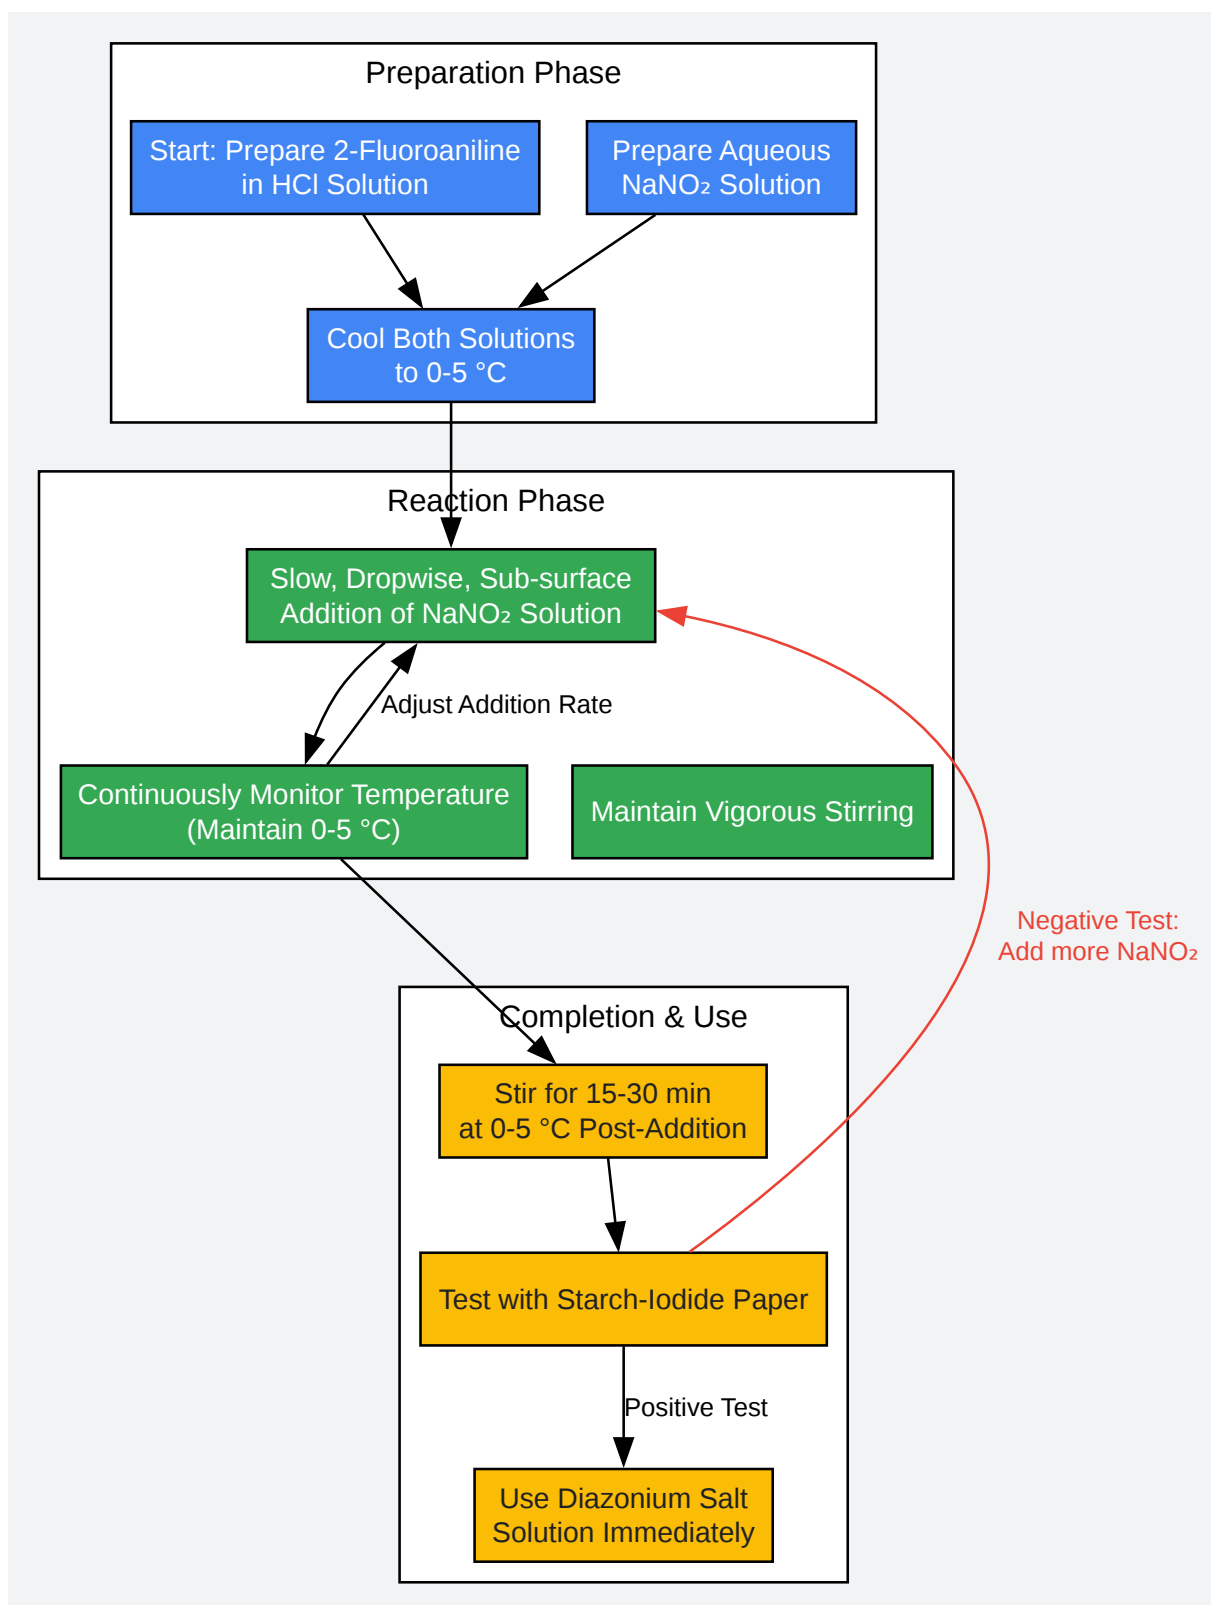 Preparation Phase
Start: Prepare 2-Fluoroaniline
in HCl Solution
Prepare Aqueous
NaNO₂ Solution
Cool Both Solutions
to 0-5 °C
Reaction Phase
Slow, Dropwise, Sub-surface
Addition of NaNO₂ Solution
Adjust Addition Rate
Continuously Monitor Temperature
(Maintain 0-5 °C)
Maintain Vigorous Stirring
Negative Test:
Add more NaNO₂
Completion & Use
Stir for 15-30 min
at 0-5 °C Post-Addition
Test with Starch-Iodide Paper
Positive Test
Use Diazonium Salt
Solution Immediately